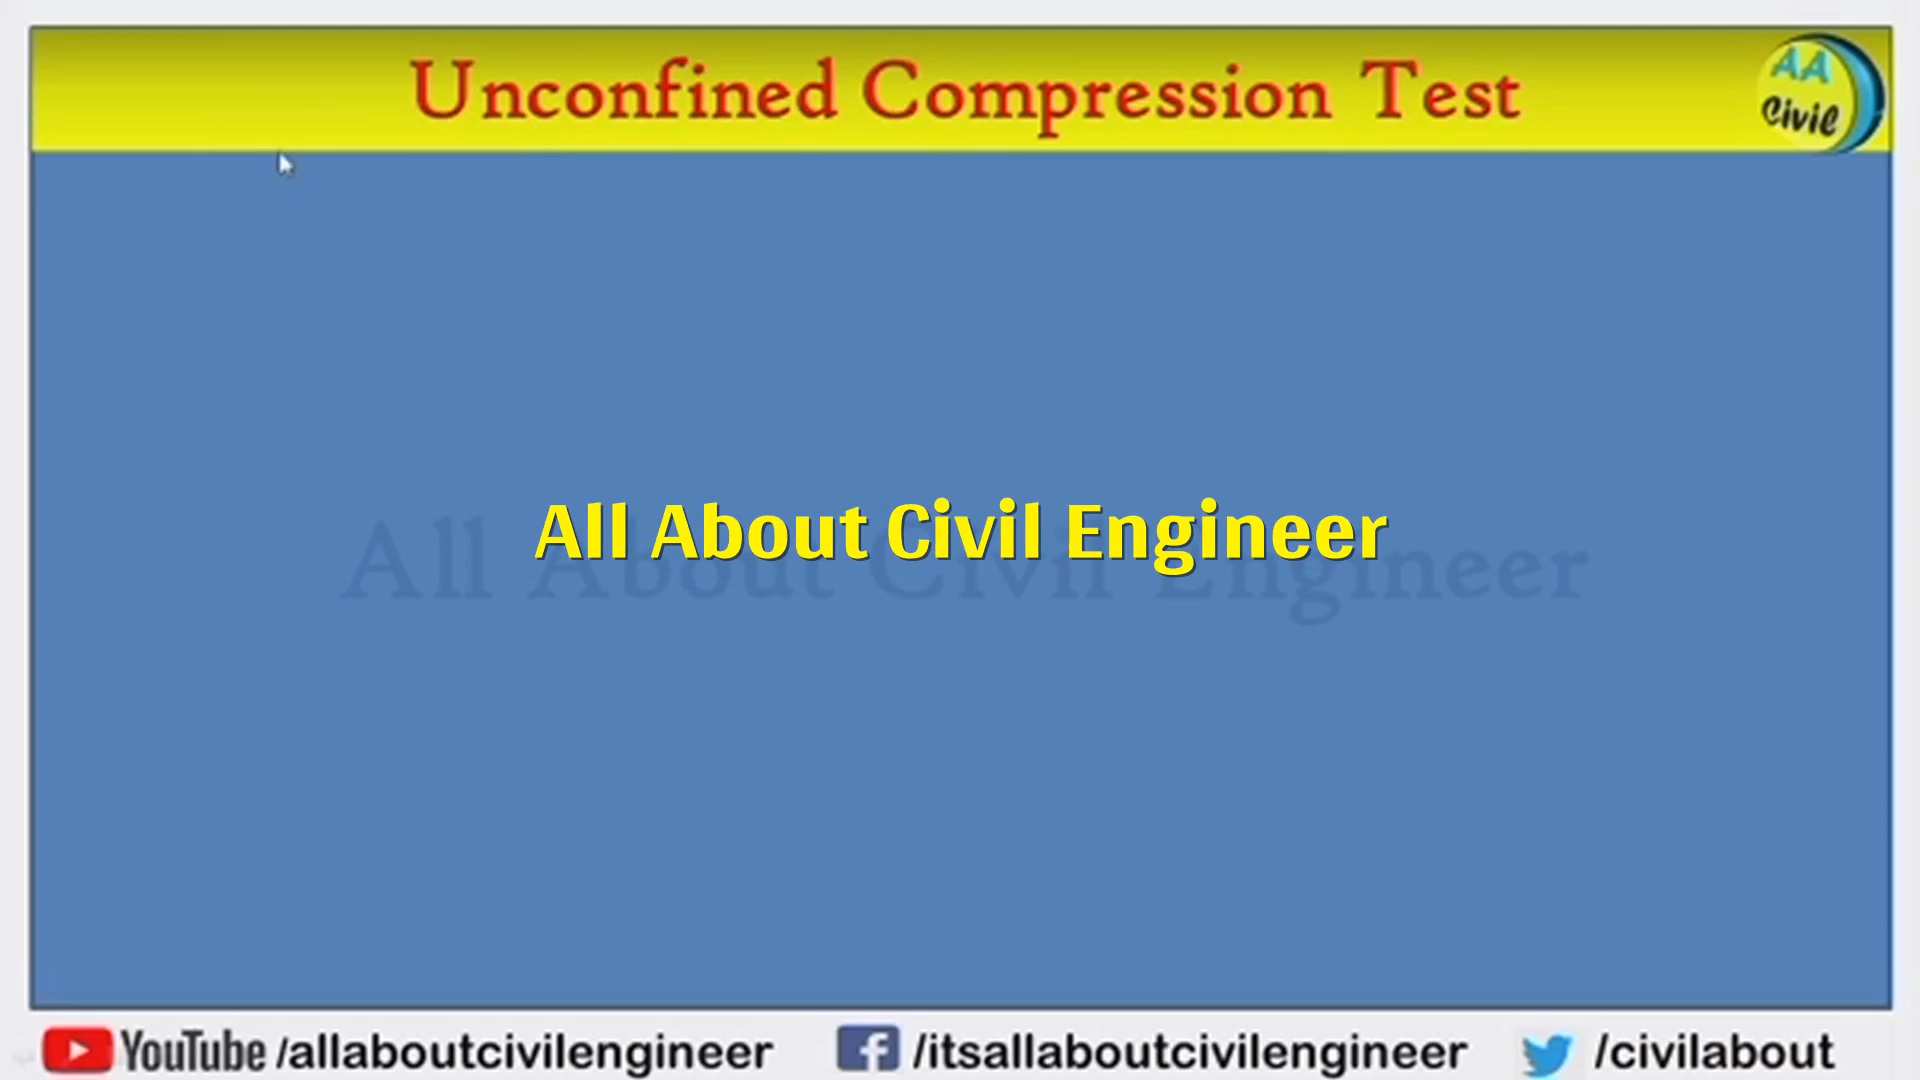 Unconfined Compression Test
AA
Civil
All About Civil Engineer
All About Civil Engineer
YouTube /allaboutcivilengineer
f /itsallaboutcivilengineer
/civilabout